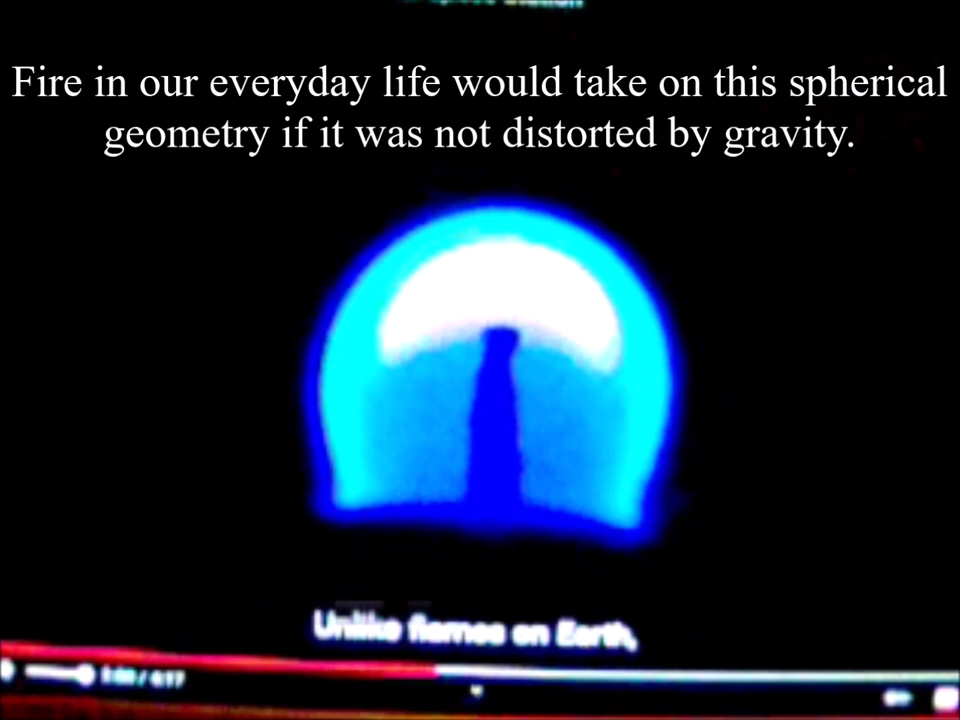 Fire in our everyday life would take on this spherical
geometry if it was not distorted by gravity.
Unlike flames on Earth,